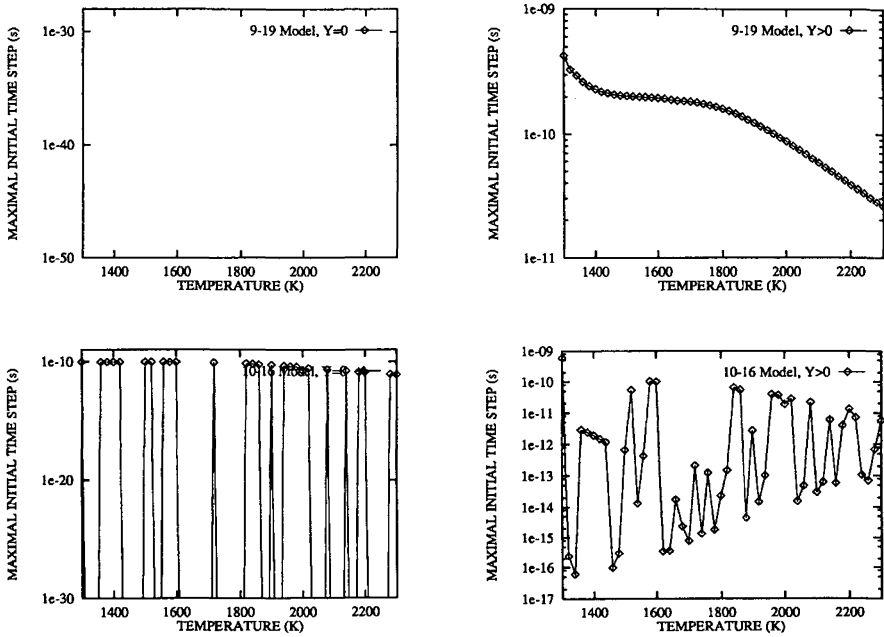 MAXIMAL INITIAL TIME STEP (s)
1e-30
1e-40
1e-50
9-19 Model, Y=0
1400 1600 1800 2000 2200
TEMPERATURE (K)
MAXIMAL INITIAL TIME STEP (s)
1e-09
1e-10
1e-11
9-19 Model, Y>0
1400 1600 1800 2000 2200
TEMPERATURE (K)
MAXIMAL INITIAL TIME STEP (s)
1e-10
1e-20
1e-30
10-16 Model, Y=0
1400 1600 1800 2000 2200
TEMPERATURE (K)
MAXIMAL INITIAL TIME STEP (s)
1e-09
1e-10
1e-11
1e-12
1e-13
1e-14
1e-15
1e-16
1e-17
10-16 Model, Y>0
1400 1600 1800 2000 2200
TEMPERATURE (K)